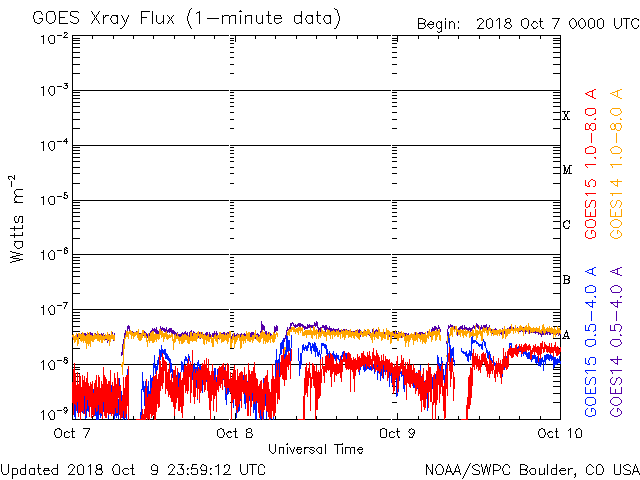 GOES Xray Flux (1-minute data)
Begin: 2018 Oct 7 0000 UTC
10⁻²
10⁻³
10⁻⁴
10⁻⁵
10⁻⁶
10⁻⁷
10⁻⁸
10⁻⁹
Watts m⁻²
X
M
C
B
A
GOES15 1.0-8.0 A
GOES14 1.0-8.0 A
GOES15 0.5-4.0 A
GOES14 0.5-4.0 A
Oct 7 Oct 8 Oct 9 Oct 10
Universal Time
Updated 2018 Oct 9 23:59:12 UTC NOAA/SWPC Boulder, CO USA